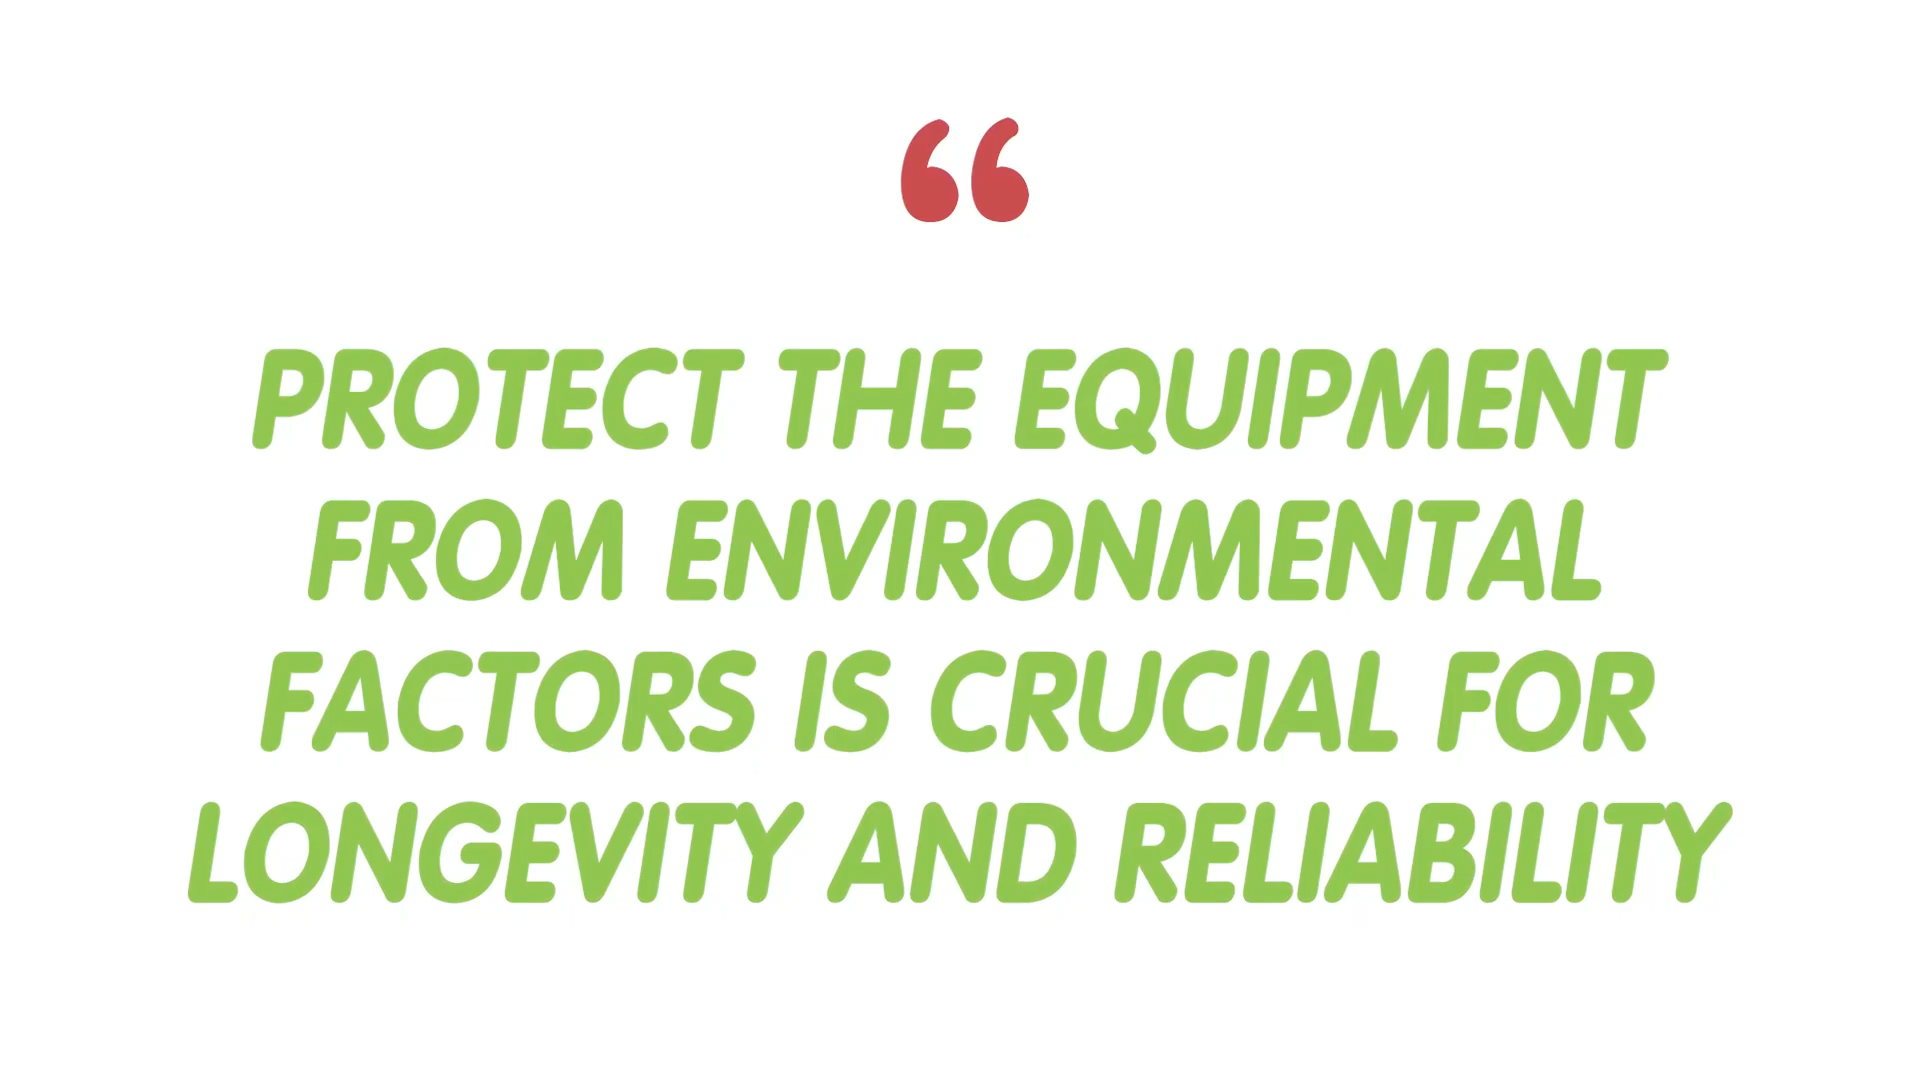 “
PROTECT THE EQUIPMENT
FROM ENVIRONMENTAL
FACTORS IS CRUCIAL FOR
LONGEVITY AND RELIABILITY